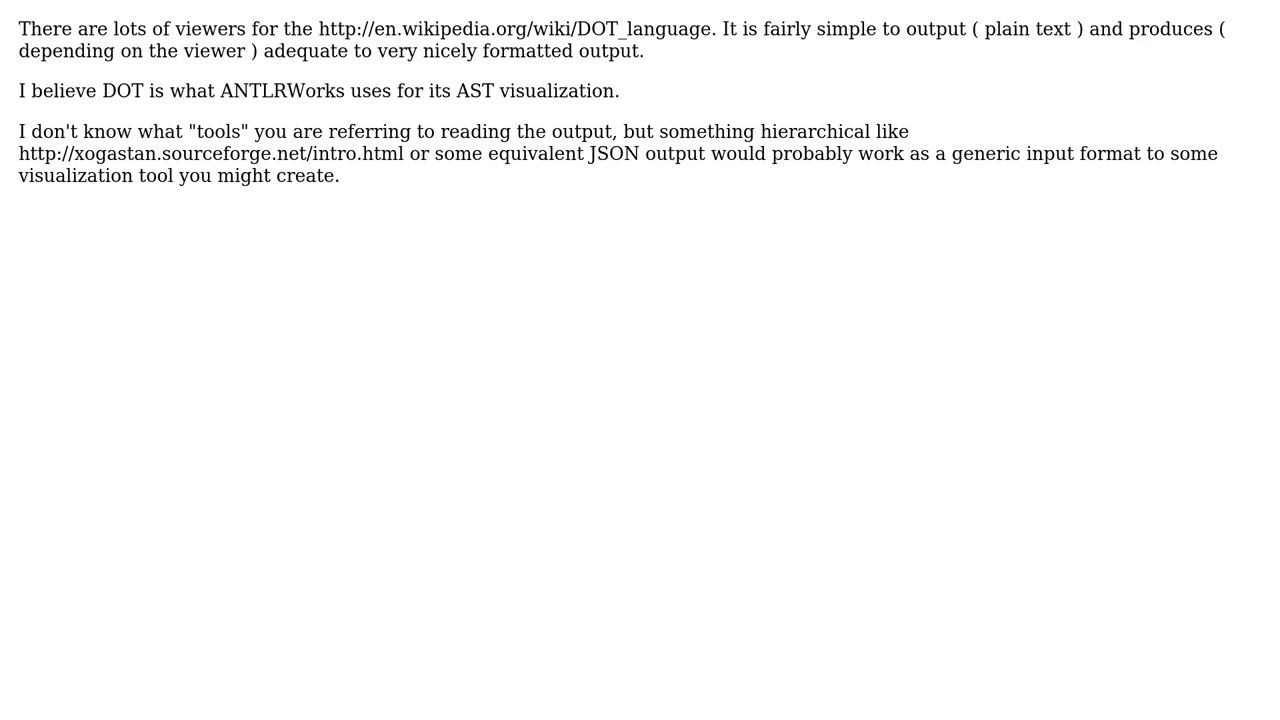 There are lots of viewers for the http://en.wikipedia.org/wiki/DOT_language. It is fairly simple to output ( plain text ) and produces (
depending on the viewer ) adequate to very nicely formatted output.
I believe DOT is what ANTLRWorks uses for its AST visualization.
I don't know what "tools" you are referring to reading the output, but something hierarchical like
http://xogastan.sourceforge.net/intro.html or some equivalent JSON output would probably work as a generic input format to some
visualization tool you might create.